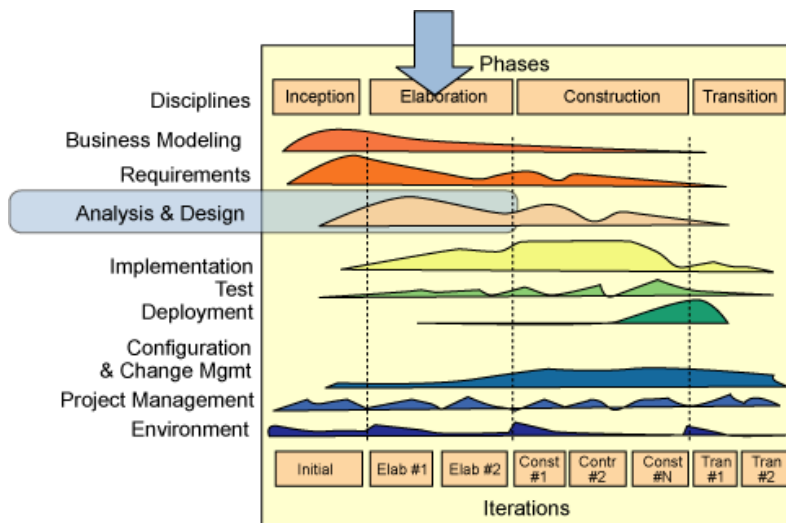 Phases
Disciplines
Inception
Elaboration
Construction
Transition
Business Modeling
Requirements
Analysis & Design
Implementation
Test
Deployment
Configuration
& Change Mgmt
Project Management
Environment
Initial
Elab #1
Elab #2
Const
#1
Contr
#2
Const
#N
Tran
#1
Tran
#2
Iterations